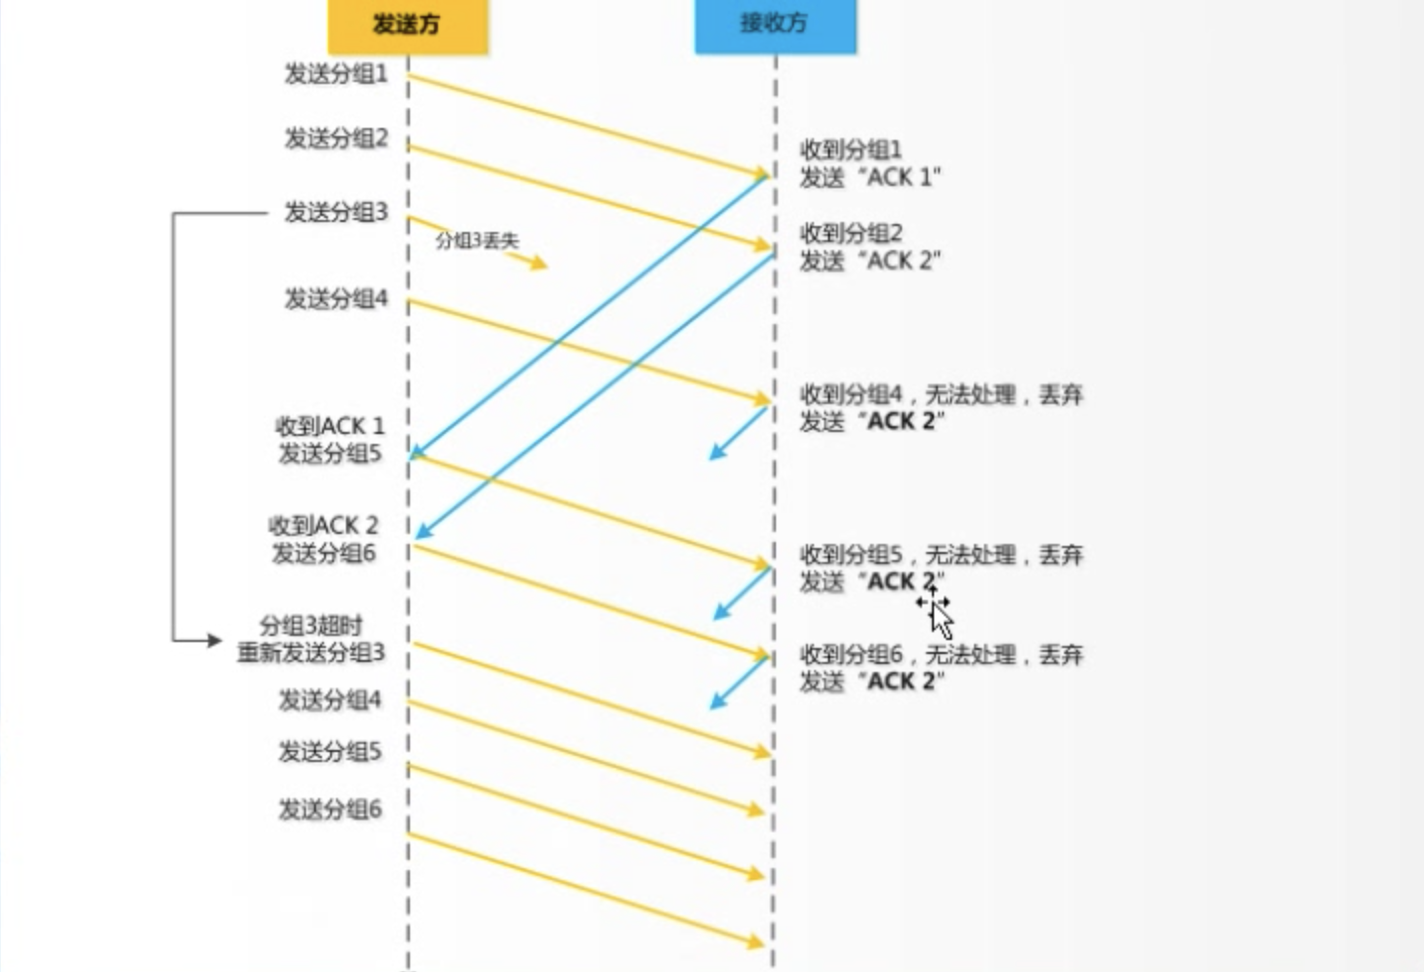 发送方
接收方
发送分组1
发送分组2
收到分组1
发送“ACK 1”
发送分组3
分组3丢失
收到分组2
发送“ACK 2”
发送分组4
收到分组4，无法处理，丢弃
发送“ACK 2”
收到ACK 1
发送分组5
收到ACK 2
发送分组6
收到分组5，无法处理，丢弃
发送“ACK 2”
分组3超时
重新发送分组3
收到分组6，无法处理，丢弃
发送“ACK 2”
发送分组4
发送分组5
发送分组6